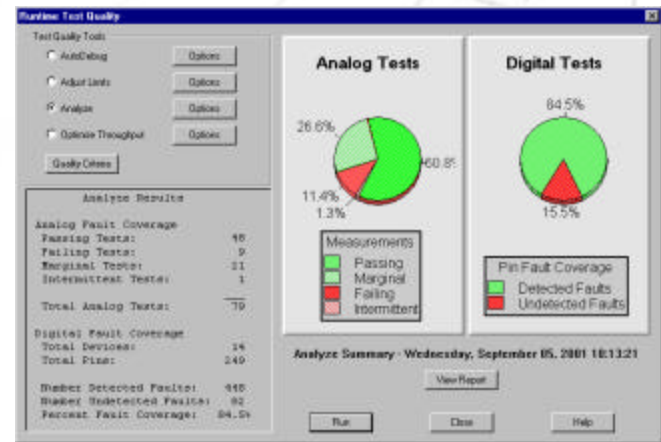 Runtime Test Quality
Test Quality Tools
AutoDebug Options
Adjust Limits Options
Analyze Options
Optimize Throughput Options
Quality Criteria
Analyze Results
Analog Fault Coverage
Passing Tests: 48
Failing Tests: 9
Marginal Tests: 21
Intermittent Tests: 1
Total Analog Tests: 79
Digital Fault Coverage
Total Devices: 14
Total Pins: 249
Number Detected Faults: 448
Number Undetected Faults: 82
Percent Fault Coverage: 84.5%
Analog Tests
26.6%
60.8%
11.4%
1.3%
Measurements
Passing
Marginal
Failing
Intermittent
Digital Tests
84.5%
15.5%
Pin Fault Coverage
Detected Faults
Undetected Faults
Analyze Summary - Wednesday, September 05, 2001 18:13:21
View Report
Run Close Help